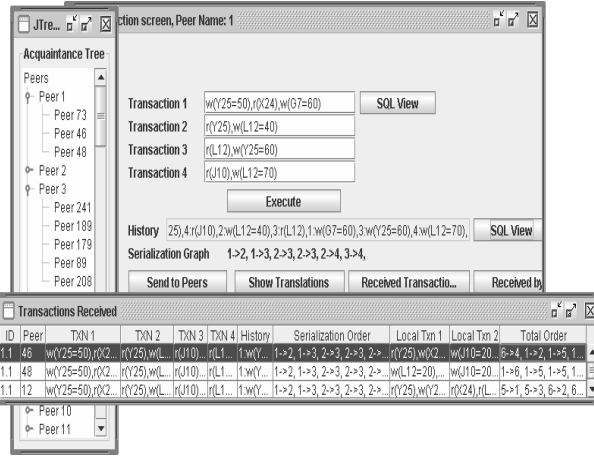 JTre...
ction screen, Peer Name: 1
Acquaintance Tree
Peers
Peer 1
Peer 73
Peer 46
Peer 48
Peer 2
Peer 3
Peer 241
Peer 189
Peer 179
Peer 89
Peer 208
Transaction 1 w(Y25=50),r(X24),w(G7=60) SQL View
Transaction 2 r(Y25),w(L12=40)
Transaction 3 r(L12),w(Y25=60)
Transaction 4 r(J10),w(L12=70)
Execute
History 25),4:r(J10),2:w(L12=40),3:r(L12),1:w(G7=60),3:w(Y25=60),4:w(L12=70), SQL View
Serialization Graph 1->2, 1->3, 2->3, 2->3, 2->4, 3->4,
Send to Peers Show Translations Received Transactio... Received by
Transactions Received
ID Peer TXN 1 TXN 2 TXN 3 TXN 4 History Serialization Order Local Txn 1 Local Txn 2 Total Order
1.1 46 w(Y25=50),r(X2... r(Y25),w(L... r(J10)... r(L1... 1:w(Y... 1->2, 1->3, 2->3, 2->3, 2->... r(Y25),w(X2... w(J10=20... 6->4, 1->2, 1->5, 1...
1.1 48 w(Y25=50),r(X2... r(Y25),w(L... r(J10)... r(L1... 1:w(Y... 1->2, 1->3, 2->3, 2->3, 2->... w(L12=20),... w(J10=20... 1->6, 1->5, 1->5, 1...
1.1 12 w(Y25=50),r(X2... r(Y25),w(L... r(J10)... r(L1... 1:w(Y... 1->2, 1->3, 2->3, 2->3, 2->... r(Y25),w(Y2... r(X24),r(L... 5->1, 5->3, 6->2, 6...
Peer 10
Peer 11